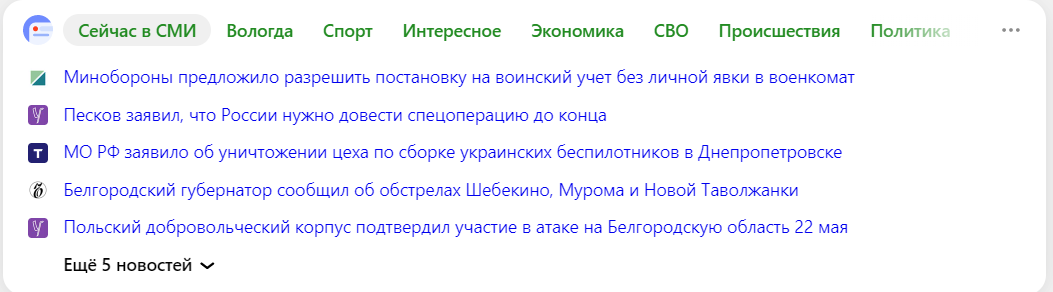 Сейчас в СМИ Вологда Спорт Интересное Экономика СВО Происшествия Политика
Минобороны предложило разрешить постановку на воинский учет без личной явки в военкомат
Песков заявил, что России нужно довести спецоперацию до конца
МО РФ заявило об уничтожении цеха по сборке украинских беспилотников в Днепропетровске
Белгородский губернатор сообщил об обстрелах Шебекино, Мурома и Новой Таволжанки
Польский добровольческий корпус подтвердил участие в атаке на Белгородскую область 22 мая
Ещё 5 новостей